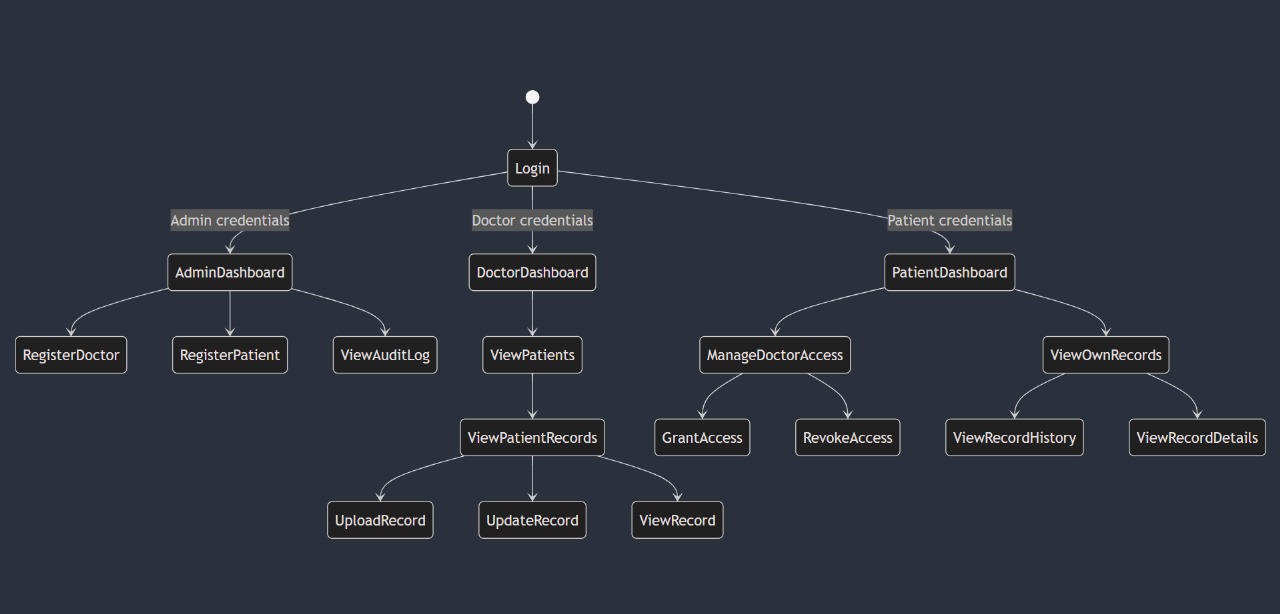 Login
Admin credentials
Doctor credentials
Patient credentials
AdminDashboard
DoctorDashboard
PatientDashboard
RegisterDoctor
RegisterPatient
ViewAuditLog
ViewPatients
ManageDoctorAccess
ViewOwnRecords
ViewPatientRecords
GrantAccess
RevokeAccess
ViewRecordHistory
ViewRecordDetails
UploadRecord
UpdateRecord
ViewRecord